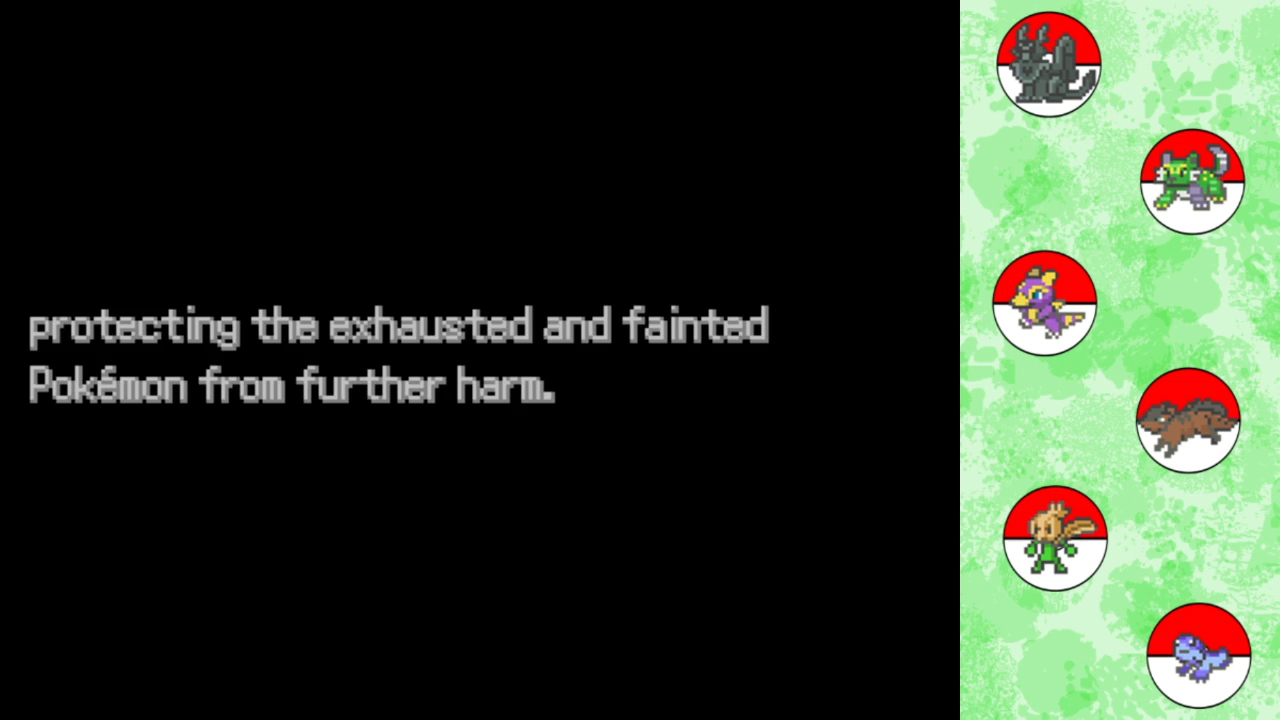 protecting the exhausted and fainted
Pokémon from further harm.